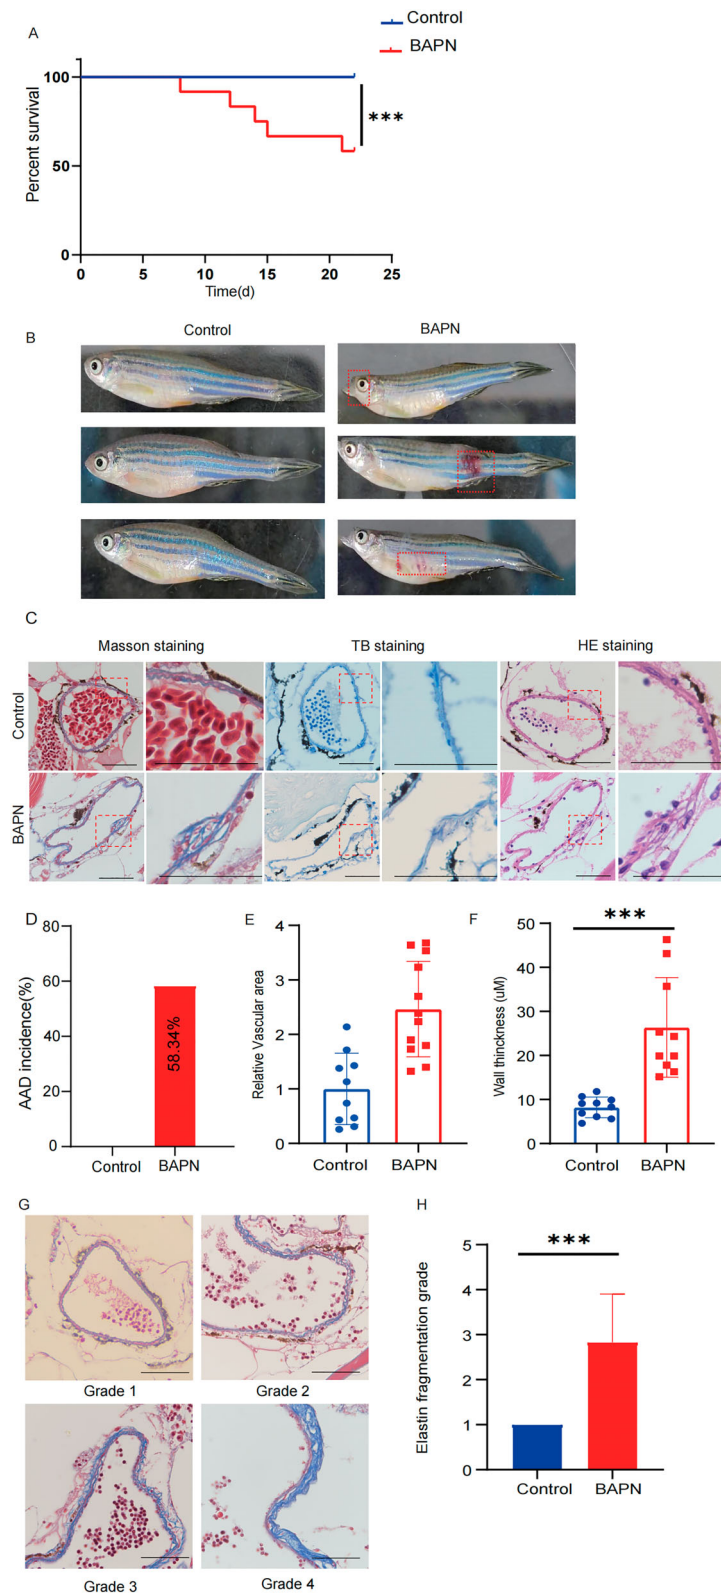 A
Control
BAPN
Percent survival
100
50
0
***
0 5 10 15 20 25
Time(d)
B
Control BAPN
C
Masson staining TB staining HE staining
Control
BAPN
D
AAD incidence(%)
80
60
40
20
0
58.34%
Control BAPN
E
Relative Vascular area
4
3
2
1
0
Control BAPN
F
Wall thinckness (uM)
50
40
30
20
10
0
***
Control BAPN
G
Grade 1 Grade 2
Grade 3 Grade 4
H
Elastin fragmentation grade
5
4
3
2
1
0
***
Control BAPN